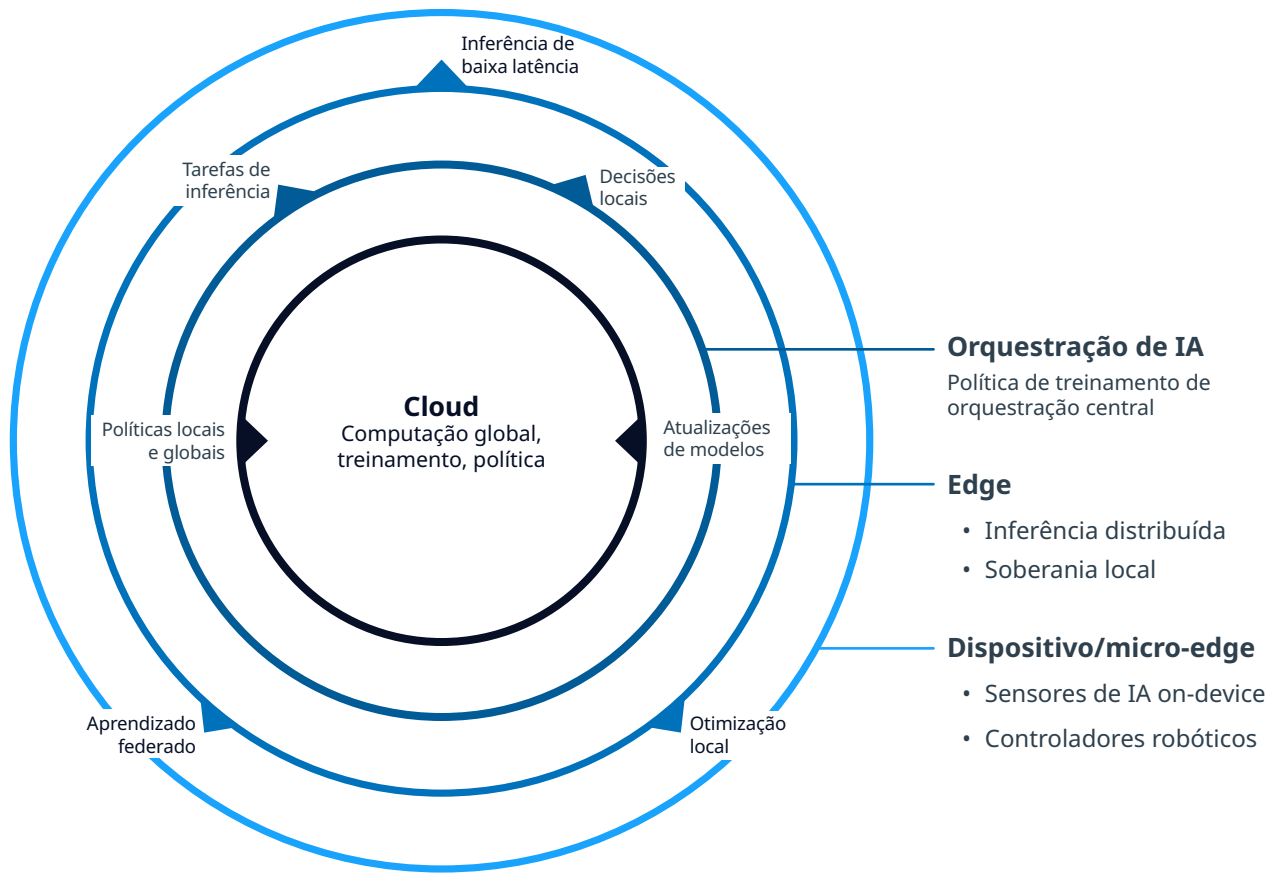 Inferência de
baixa latência
Tarefas de
inferência
Decisões
locais
Políticas locais
e globais
Cloud
Computação global,
treinamento, política
Atualizações
de modelos
Aprendizado
federado
Otimização
local
Orquestração de IA
Política de treinamento de
orquestração central
Edge
• Inferência distribuída
• Soberania local
Dispositivo/micro-edge
• Sensores de IA on-device
• Controladores robóticos